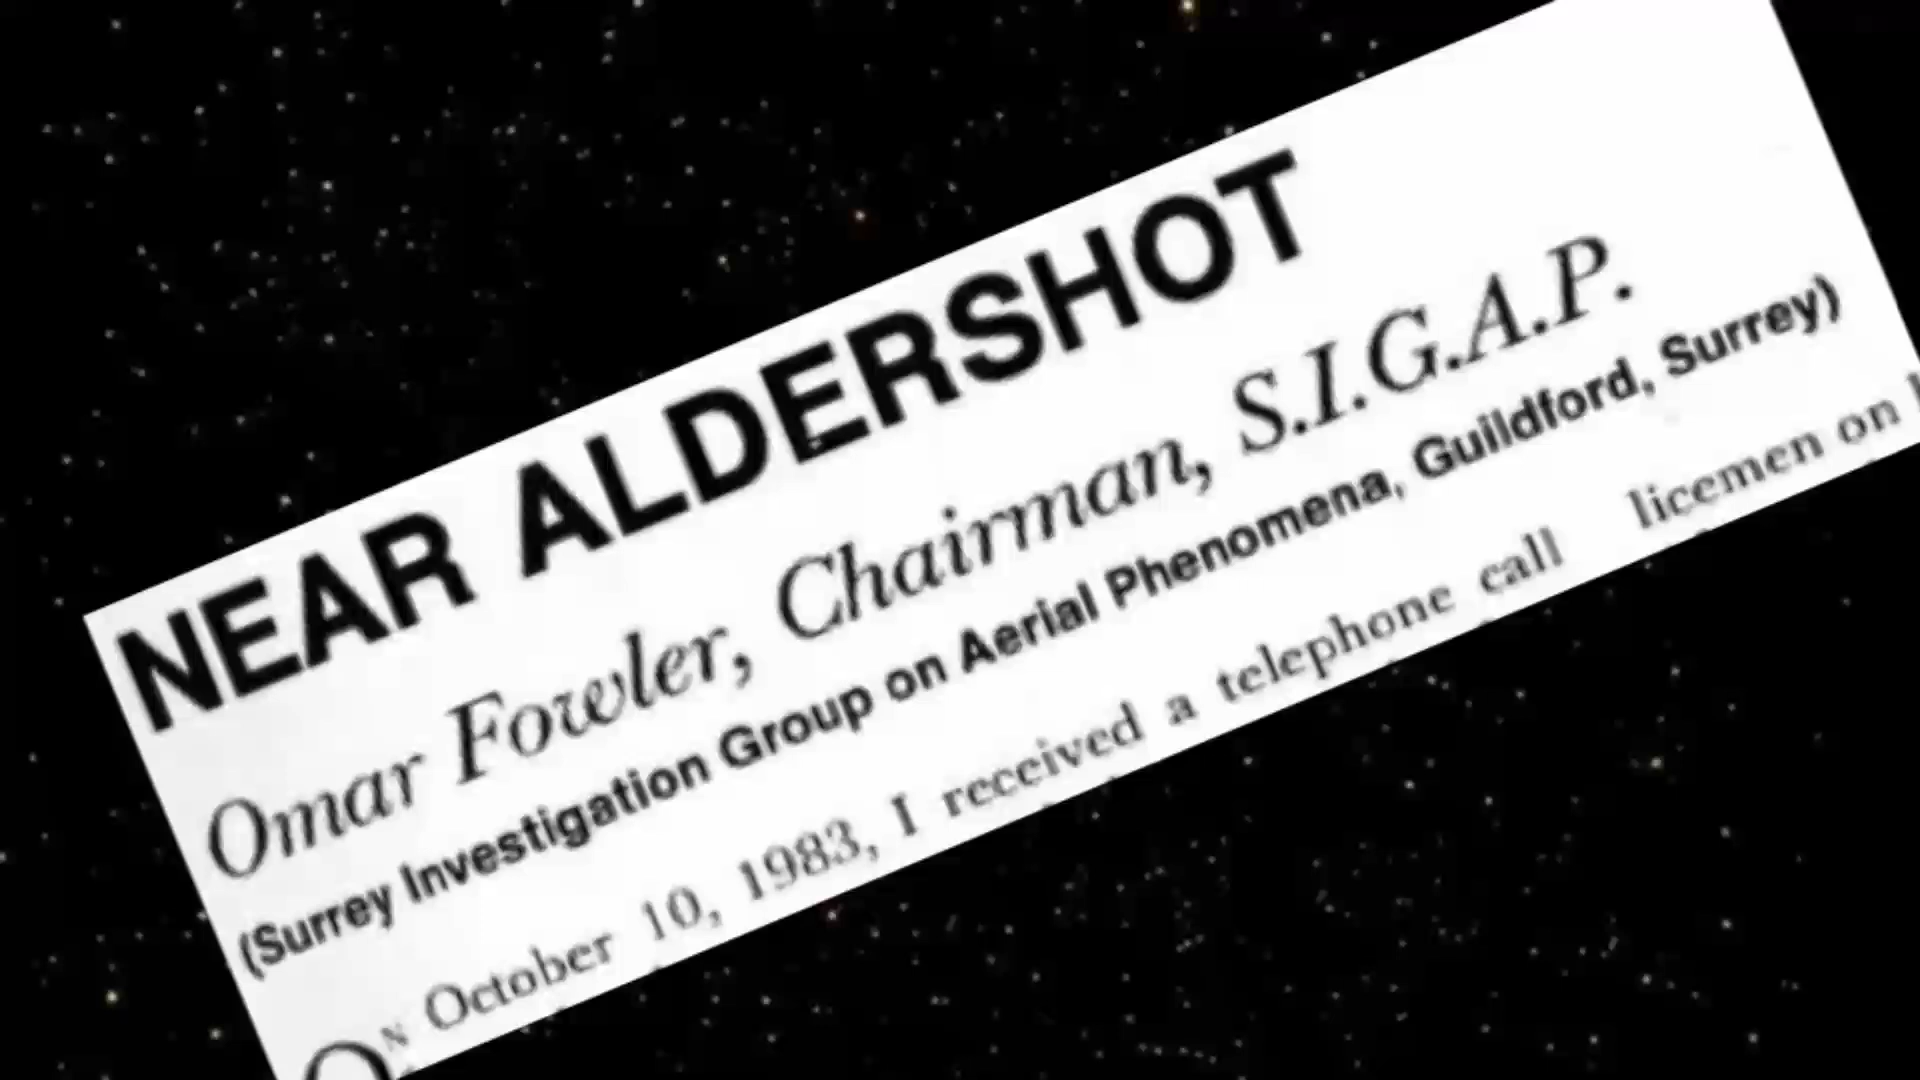 NEAR ALDERSHOT
Omar Fowler, Chairman, S.I.G.A.P.
(Surrey Investigation Group on Aerial Phenomena, Guildford, Surrey)
ON October 10, 1983, I received a telephone call licemen on